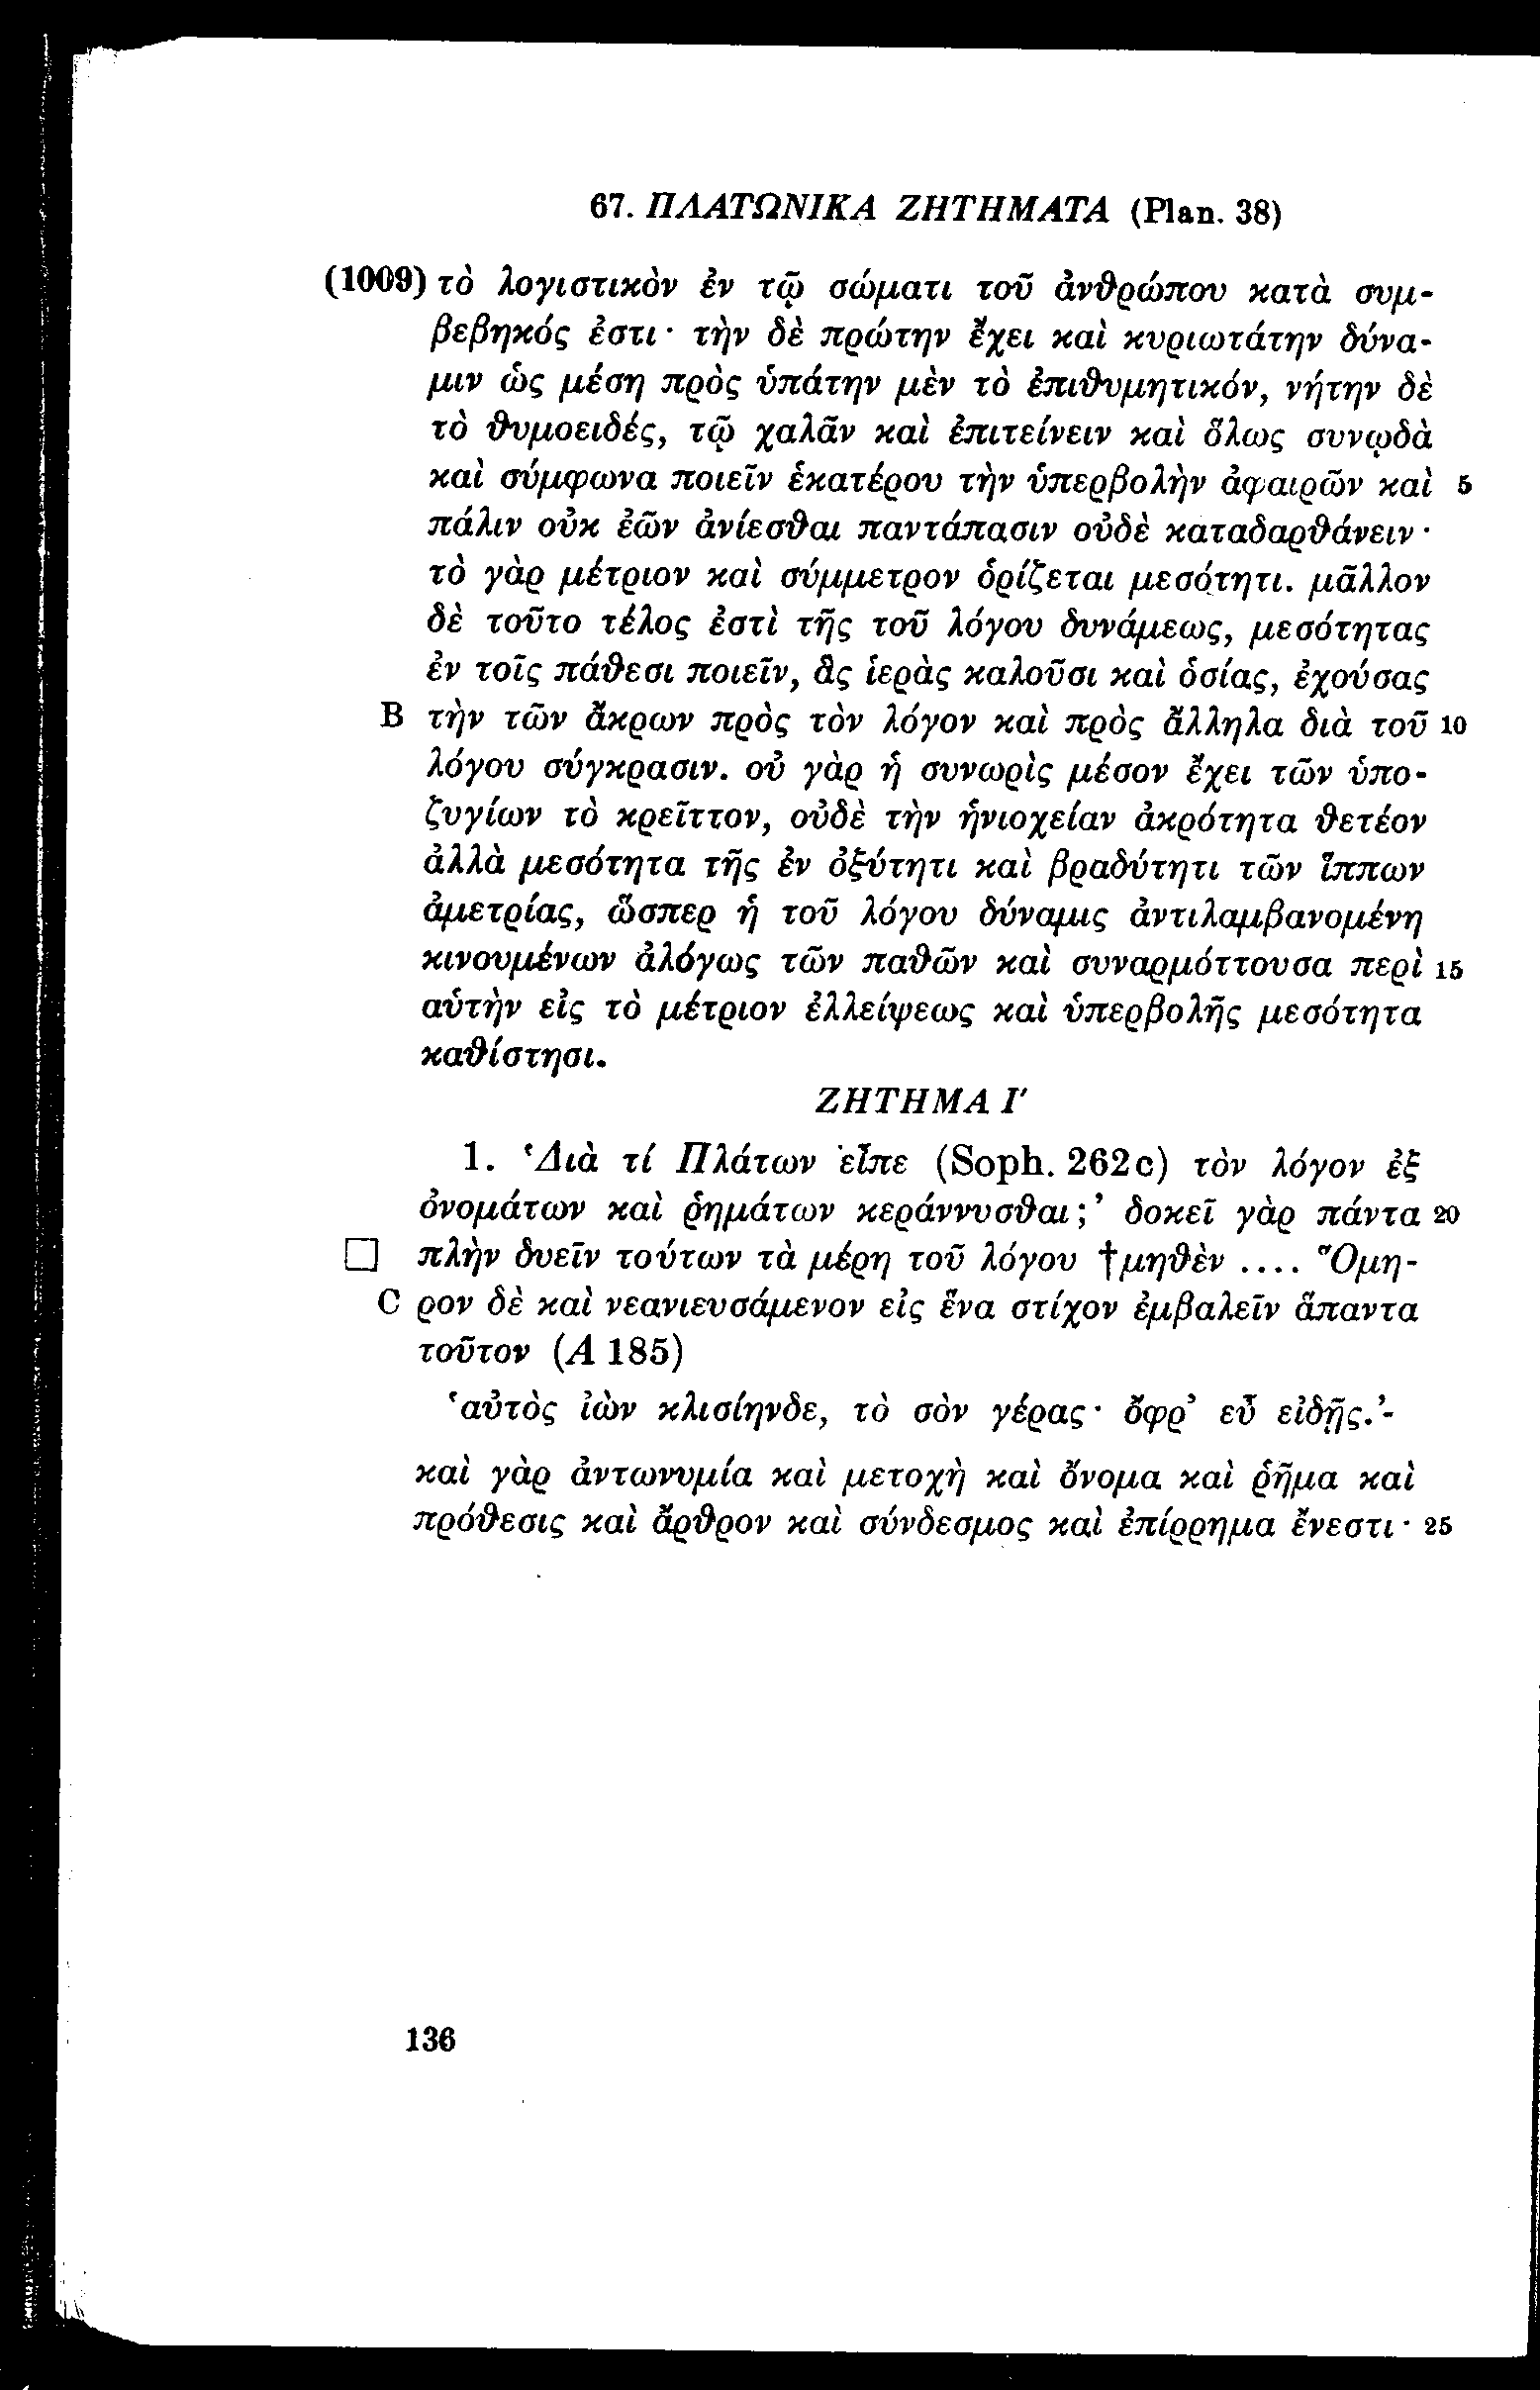 67. ΠΛΑΤΩΝΙΚΑ ΖΗΤΗΜΑΤΑ (Plan. 38)
(1009) τὸ λογιστικὸν ἐν τῷ σώματι τοῦ ἀνθρώπου κατὰ συμ-
βεβηκός ἐστι· τὴν δὲ πρώτην ἔχει καὶ κυριωτάτην δύνα-
μιν ὡς μέση πρὸς ὑπάτην μὲν τὸ ἐπιθυμητικόν, νήτην δὲ
τὸ θυμοειδές, τῷ χαλᾶν καὶ ἐπιτείνειν καὶ ὅλως συνῳδὰ
καὶ σύμφωνα ποιεῖν ἑκατέρου τὴν ὑπερβολὴν ἀφαιρῶν καὶ 5
πάλιν οὐκ ἐῶν ἀνίεσθαι παντάπασιν οὐδὲ καταδαρθάνειν·
τὸ γὰρ μέτριον καὶ σύμμετρον ὁρίζεται μεσότητι. μᾶλλον
δὲ τοῦτο τέλος ἐστὶ τῆς τοῦ λόγου δυνάμεως, μεσότητας
ἐν τοῖς πάθεσι ποιεῖν, ἃς ἱερὰς καλοῦσι καὶ ὁσίας, ἐχούσας
B τὴν τῶν ἄκρων πρὸς τὸν λόγον καὶ πρὸς ἄλληλα διὰ τοῦ 10
λόγου σύγκρασιν. οὐ γὰρ ἡ συνωρὶς μέσον ἔχει τῶν ὑπο-
ζυγίων τὸ κρεῖττον, οὐδὲ τὴν ἡνιοχείαν ἀκρότητα θετέον
ἀλλὰ μεσότητα τῆς ἐν ὀξύτητι καὶ βραδύτητι τῶν ἵππων
ἀμετρίας, ὥσπερ ἡ τοῦ λόγου δύναμις ἀντιλαμβανομένη
κινουμένων ἀλόγως τῶν παθῶν καὶ συναρμόττουσα περὶ 15
αὑτὴν εἰς τὸ μέτριον ἐλλείψεως καὶ ὑπερβολῆς μεσότητα
καθίστησι.
ΖΗΤΗΜΑ Ι′
1. ‘Διὰ τί Πλάτων εἶπε (Soph. 262c) τὸν λόγον ἐξ
ὀνομάτων καὶ ῥημάτων κεράννυσθαι;’ δοκεῖ γὰρ πάντα 20
□ πλὴν δυεῖν τούτων τὰ μέρη τοῦ λόγου †μηθὲν .... Ὅμη-
C ρον δὲ καὶ νεανιευσάμενον εἰς ἕνα στίχον ἐμβαλεῖν ἅπαντα
τοῦτον (Α 185)
‘αὐτὸς ἰὼν κλισίηνδε, τὸ σὸν γέρας· ὄφρ’ εὖ εἰδῇς.’-
καὶ γὰρ ἀντωνυμία καὶ μετοχὴ καὶ ὄνομα καὶ ῥῆμα καὶ
πρόθεσις καὶ ἄρθρον καὶ σύνδεσμος καὶ ἐπίρρημα ἔνεστι· 25
136